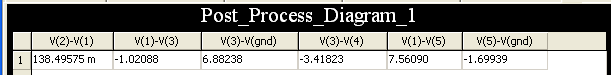 Post_Process_Diagram_1
V(2)-V(1) V(1)-V(3) V(3)-V(gnd) V(3)-V(4) V(1)-V(5) V(5)-V(gnd)
1 138.49575 m -1.02088 6.88238 -3.41823 7.56090 -1.69939